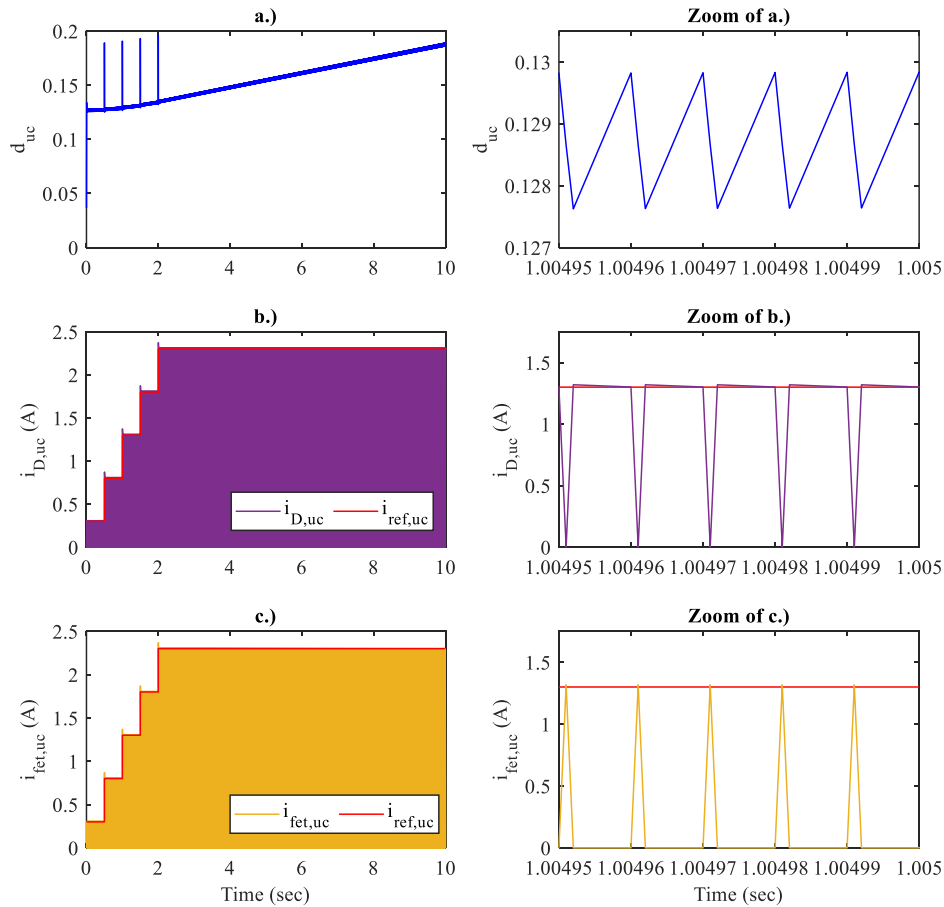 a.)
0.2
0.15
0.1
0.05
0
d_uc
0 2 4 6 8 10
Zoom of a.)
0.13
0.129
0.128
0.127
d_uc
1.00495 1.00496 1.00497 1.00498 1.00499 1.005
b.)
2.5
2
1.5
1
0.5
0
i_D,uc (A)
i_D,uc i_ref,uc
0 2 4 6 8 10
Zoom of b.)
1.5
1
0.5
0
i_D,uc (A)
1.00495 1.00496 1.00497 1.00498 1.00499 1.005
c.)
2.5
2
1.5
1
0.5
0
i_fet,uc (A)
i_fet,uc i_ref,uc
0 2 4 6 8 10
Time (sec)
Zoom of c.)
1.5
1
0.5
0
i_fet,uc (A)
1.00495 1.00496 1.00497 1.00498 1.00499 1.005
Time (sec)